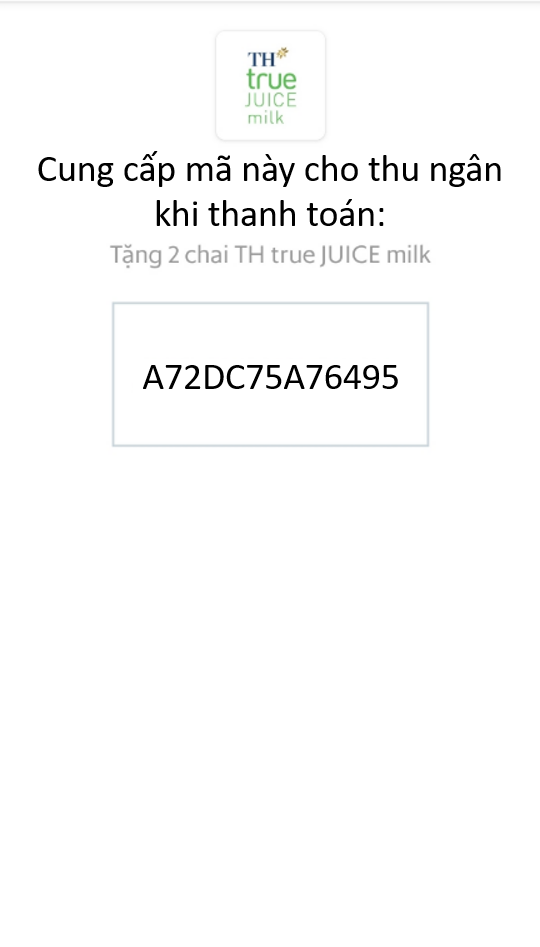 TH
true
JUICE
milk
Cung cấp mã này cho thu ngân
khi thanh toán:
Tặng 2 chai TH true JUICE milk
A72DC75A76495